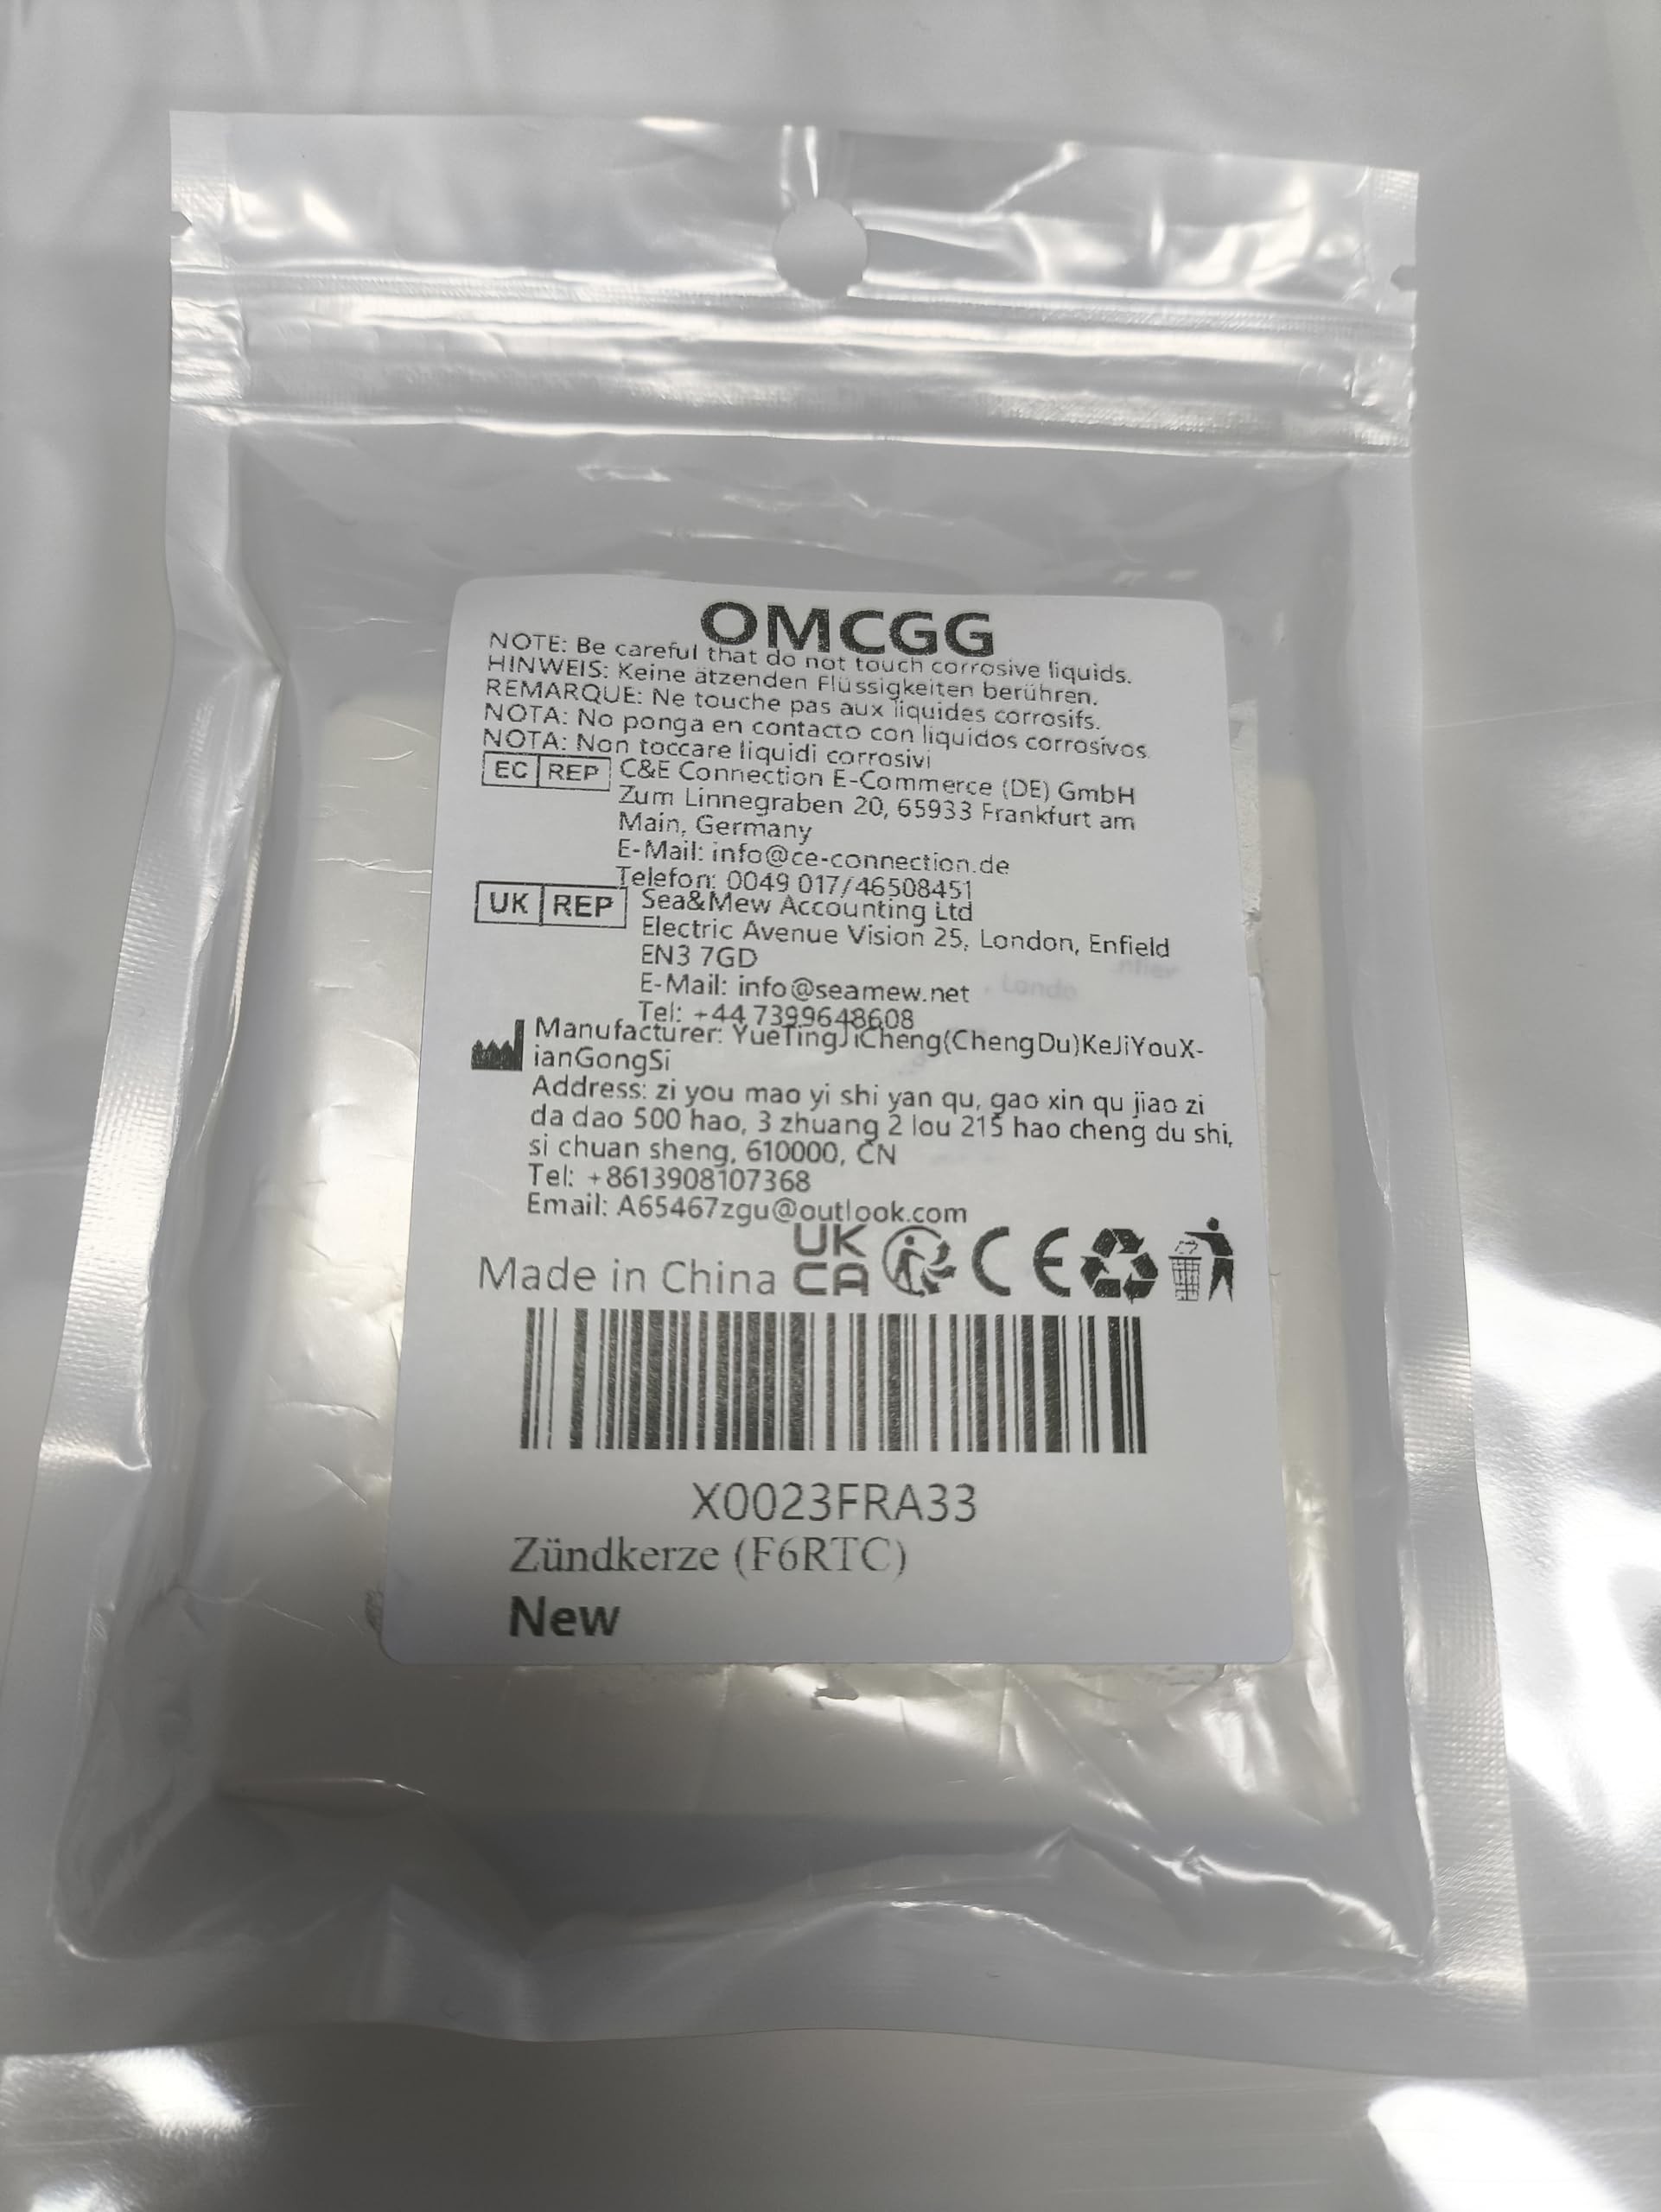 OMCGG
NOTE: Be careful that do not touch corrosive liquids.
HINWEIS: Keine ätzenden Flüssigkeiten berühren.
REMARQUE: Ne touche pas aux liquides corrosifs.
NOTA: No ponga en contacto con liquidos corrosivos.
NOTA: Non toccare liquidi corrosivi
EC REP C&E Connection E-Commerce (DE) GmbH
Zum Linnegraben 20, 65933 Frankfurt am
Main, Germany
E-Mail: info@ce-connection.de
Telefon: 0049 017/46508451
UK REP Sea&Mew Accounting Ltd
Electric Avenue Vision 25, London, Enfield
EN3 7GD
E-Mail: info@seamew.net
Tel: +44 7399648608
Manufacturer: YueTingJiCheng(ChengDu)KeJiYouX-
ianGongSi
Address: zi you mao yi shi yan qu, gao xin qu jiao zi
da dao 500 hao, 3 zhuang 2 lou 215 hao cheng du shi,
si chuan sheng, 610000, CN
Tel: +8613908107368
Email: A65467zgu@outlook.com
Made in China UK CA CE
X0023FRA33
Zündkerze (F6RTC)
New